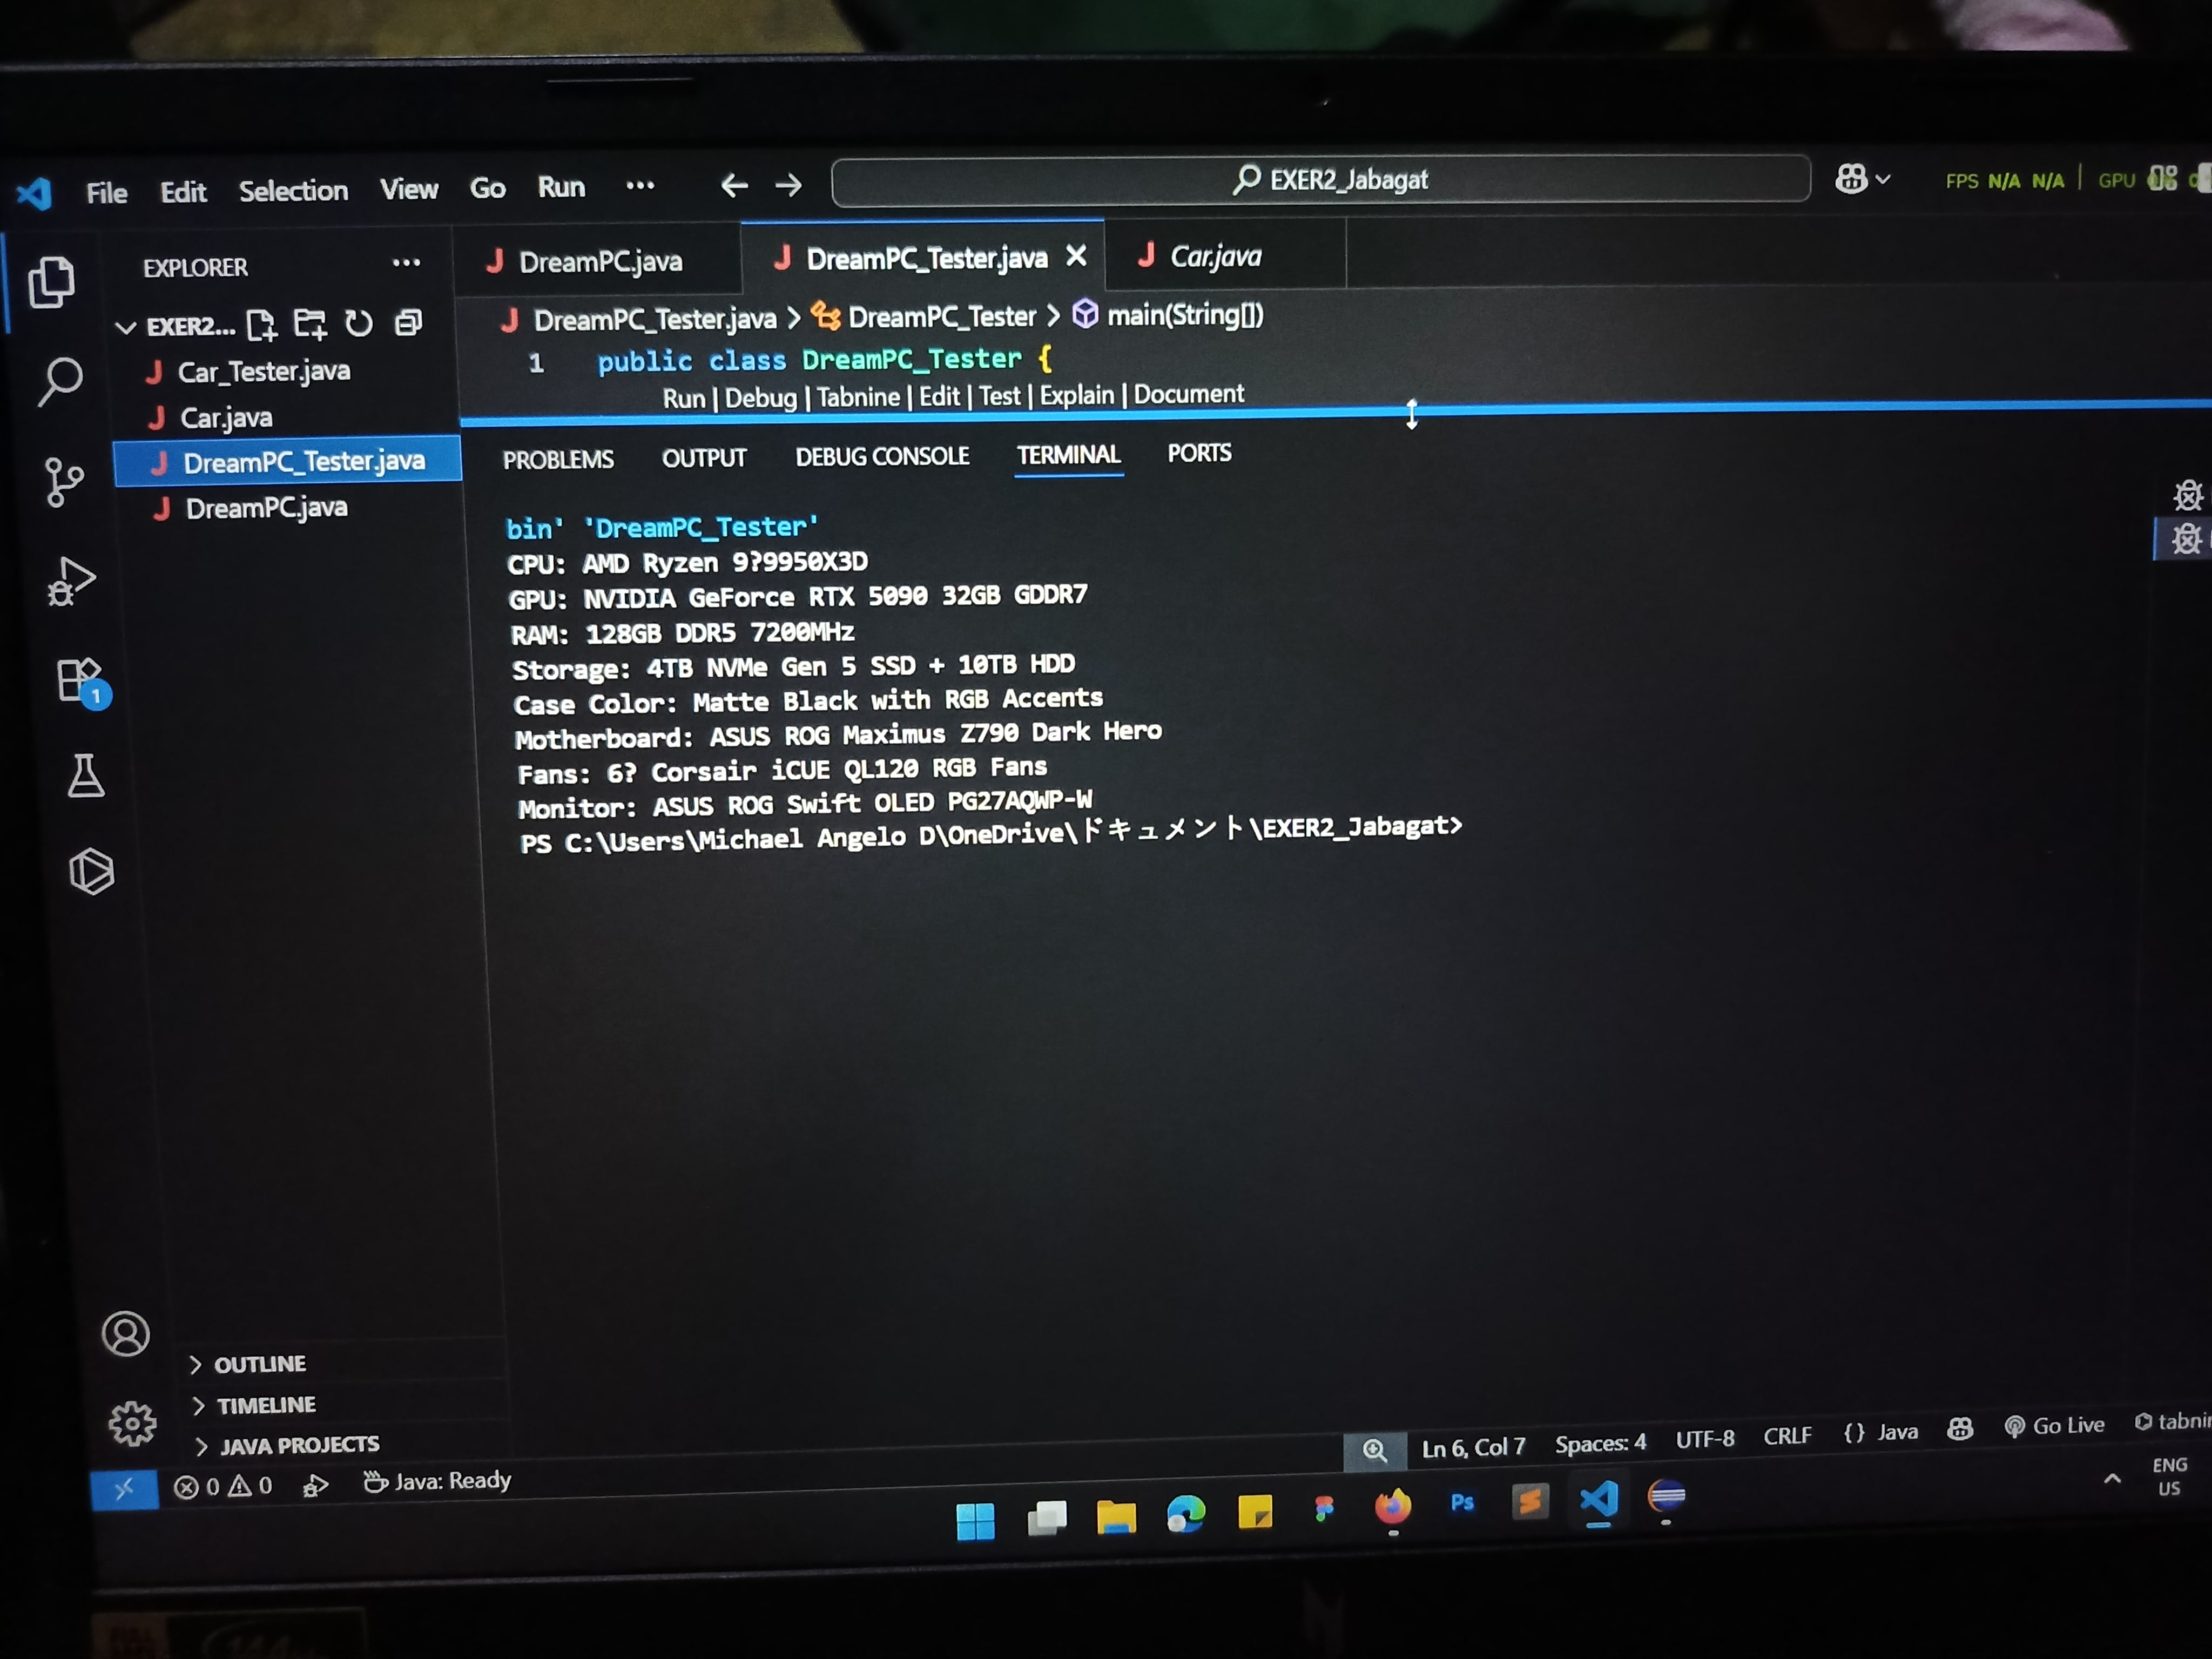 File Edit Selection View Go Run ··· EXER2_Jabagat FPS N/A N/A | GPU
EXPLORER ···
DreamPC.java DreamPC_Tester.java Car.java
EXER2...
DreamPC_Tester.java > DreamPC_Tester > main(String[])
Car_Tester.java
Car.java
DreamPC_Tester.java
DreamPC.java
1 public class DreamPC_Tester {
Run | Debug | Tabnine | Edit | Test | Explain | Document
PROBLEMS OUTPUT DEBUG CONSOLE TERMINAL PORTS
bin' 'DreamPC_Tester'
CPU: AMD Ryzen 9?9950X3D
GPU: NVIDIA GeForce RTX 5090 32GB GDDR7
RAM: 128GB DDR5 7200MHz
Storage: 4TB NVMe Gen 5 SSD + 10TB HDD
Case Color: Matte Black with RGB Accents
Motherboard: ASUS ROG Maximus Z790 Dark Hero
Fans: 6? Corsair iCUE QL120 RGB Fans
Monitor: ASUS ROG Swift OLED PG27AQWP-W
PS C:\Users\Michael Angelo D\OneDrive\ドキュメント\EXER2_Jabagat>
1
OUTLINE
TIMELINE
JAVA PROJECTS
0 0 Java: Ready
Ln 6, Col 7 Spaces: 4 UTF-8 CRLF {} Java Go Live tabnin
Ps
ENG
US